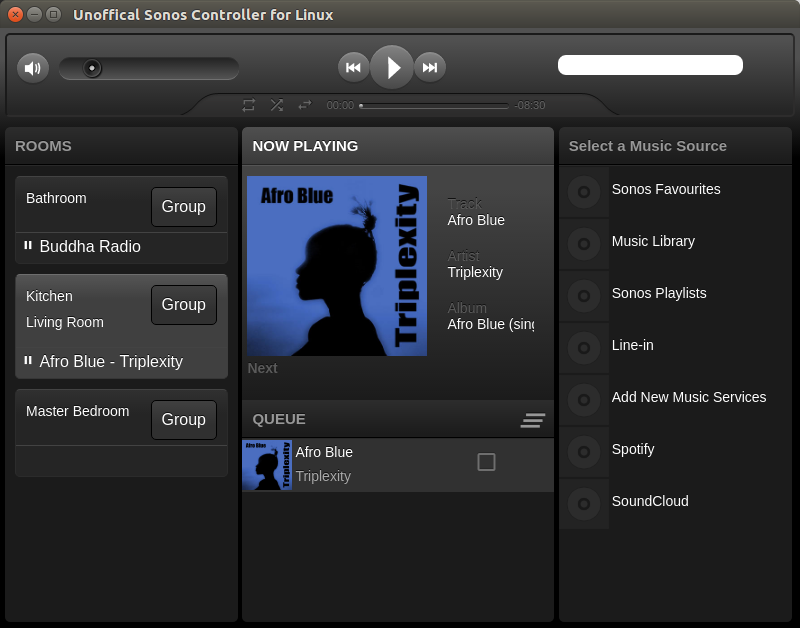 Unoffical Sonos Controller for Linux
00:00
-08:30
ROOMS
Bathroom
Group
Buddha Radio
Kitchen
Living Room
Group
Afro Blue - Triplexity
Master Bedroom
Group
NOW PLAYING
Afro Blue
Triplexity
Track
Afro Blue
Artist
Triplexity
Album
Afro Blue (sing
Next
QUEUE
Afro Blue
Triplexity
Afro Blue
Triplexity
Select a Music Source
Sonos Favourites
Music Library
Sonos Playlists
Line-in
Add New Music Services
Spotify
SoundCloud